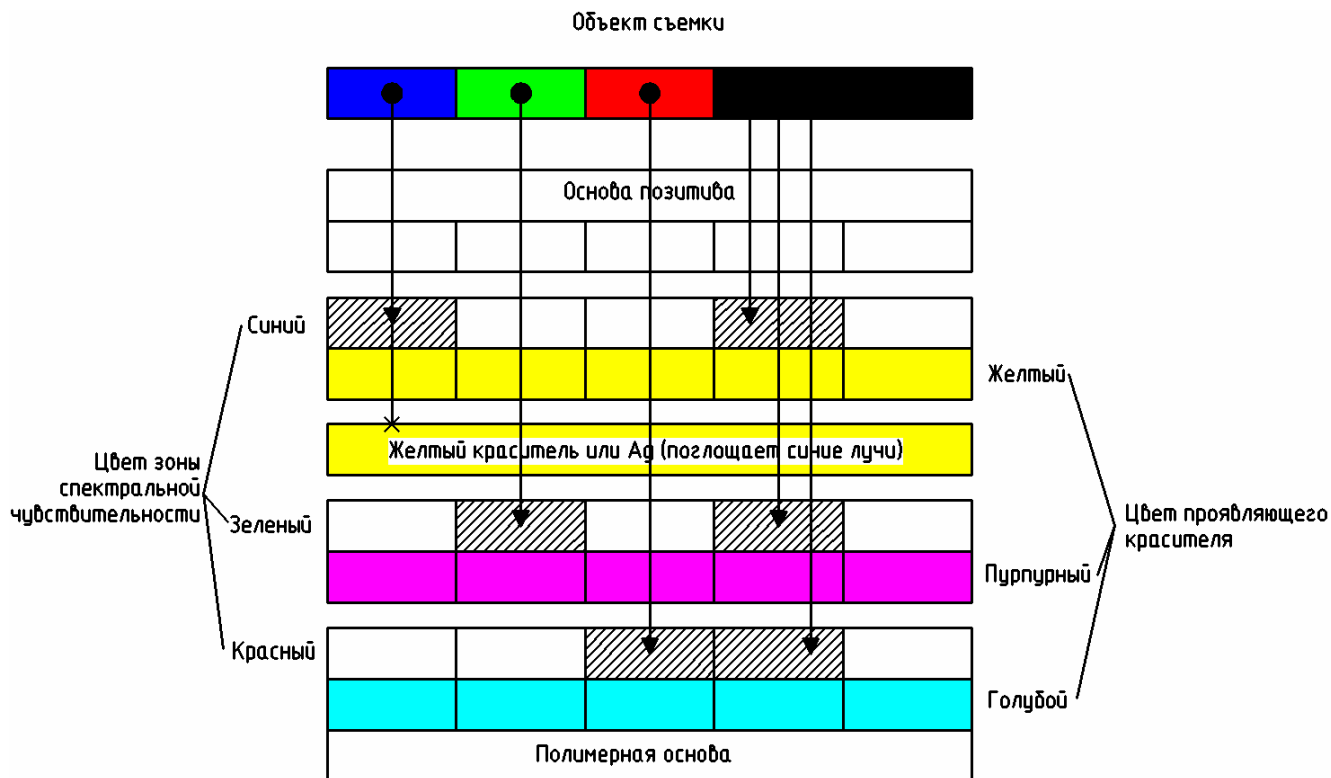 Объект съемки
Основа позитива
Синий
Желтый
Желтый краситель или Ag (поглощает синие лучи)
Цвет зоны
спектральной
чувствительности
Зеленый
Цвет проявляющего
красителя
Пурпурный
Красный
Голубой
Полимерная основа